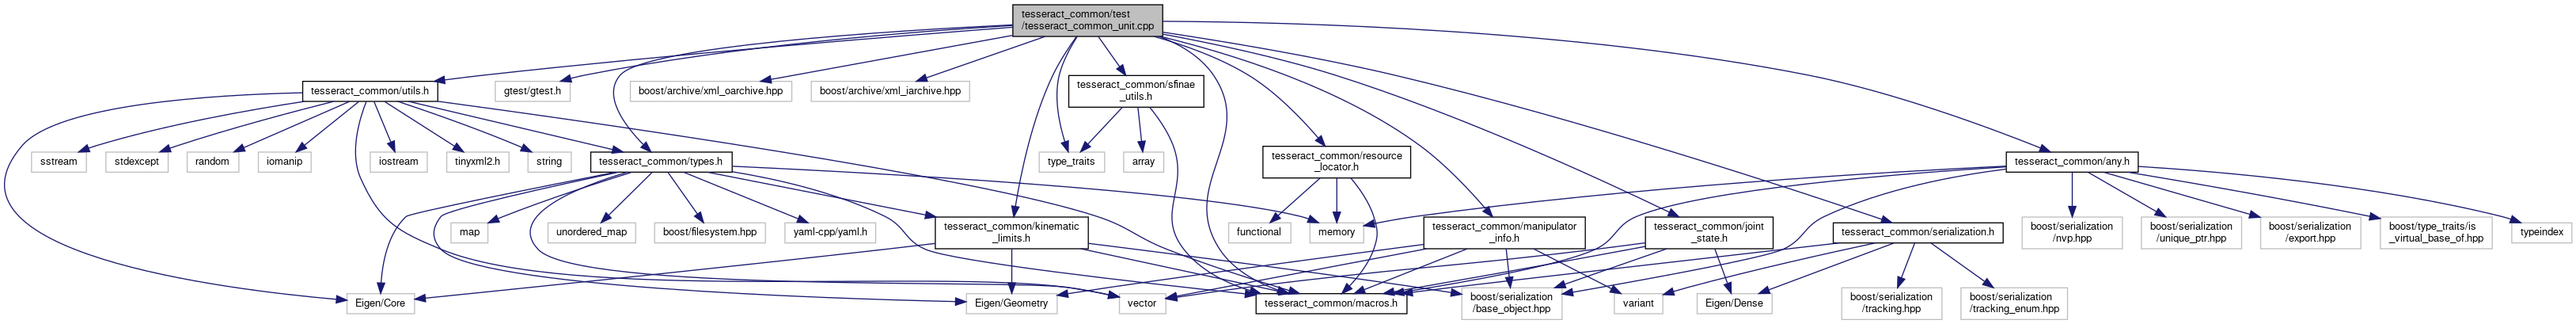 tesseract_common/test
/tesseract_common_unit.cpp
tesseract_common/utils.h
gtest/gtest.h
boost/archive/xml_oarchive.hpp
boost/archive/xml_iarchive.hpp
tesseract_common/sfinae
_utils.h
sstream
stdexcept
random
iomanip
iostream
tinyxml2.h
string
tesseract_common/types.h
type_traits
array
tesseract_common/resource
_locator.h
tesseract_common/any.h
map
unordered_map
boost/filesystem.hpp
yaml-cpp/yaml.h
tesseract_common/kinematic
_limits.h
functional
memory
tesseract_common/manipulator
_info.h
tesseract_common/joint
_state.h
tesseract_common/serialization.h
boost/serialization
/nvp.hpp
boost/serialization
/unique_ptr.hpp
boost/serialization
/export.hpp
boost/type_traits/is
_virtual_base_of.hpp
typeindex
Eigen/Core
Eigen/Geometry
vector
tesseract_common/macros.h
boost/serialization
/base_object.hpp
variant
Eigen/Dense
boost/serialization
/tracking.hpp
boost/serialization
/tracking_enum.hpp